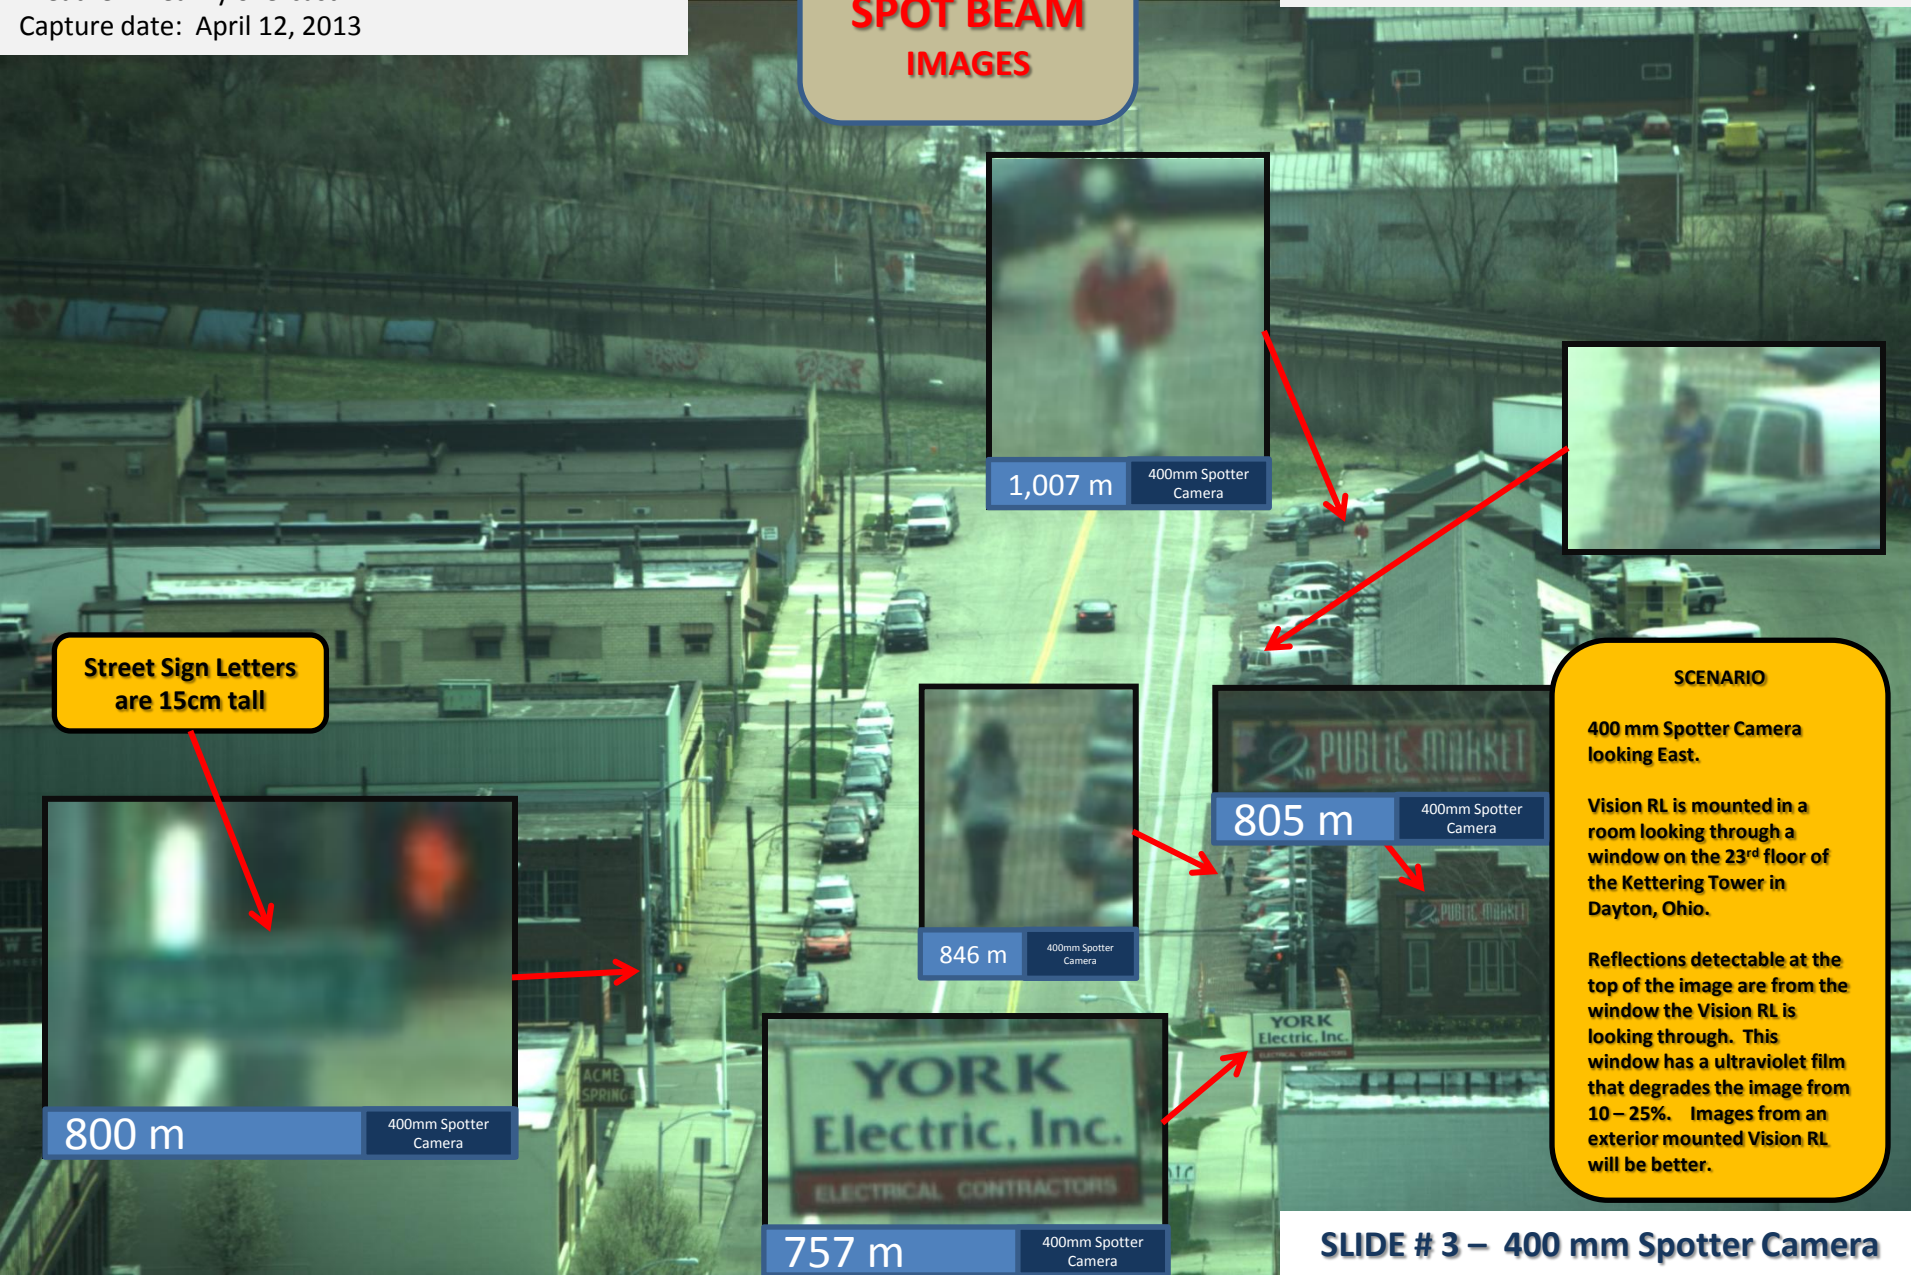 Capture date:  April 12, 2013
SPOT BEAM
IMAGES
1,007 m
400mm Spotter
Camera
Street Sign Letters
are 15cm tall
SCENARIO
400 mm Spotter Camera
looking East.
Vision RL is mounted in a
room looking through a
window on the 23rd floor of
the Kettering Tower in
Dayton, Ohio.
Reflections detectable at the
top of the image are from the
window the Vision RL is
looking through.  This
window has a ultraviolet film
that degrades the image from
10 – 25%.   Images from an
exterior mounted Vision RL
will be better.
2ND PUBLIC MARKET
805 m
400mm Spotter
Camera
846 m
400mm Spotter
Camera
PUBLIC MARKET
800 m
400mm Spotter
Camera
ACME
SPRING
YORK
Electric, Inc.
ELECTRICAL CONTRACTORS
YORK
Electric, Inc.
ELECTRICAL CONTRACTORS
757 m
400mm Spotter
Camera
SLIDE # 3 –  400 mm Spotter Camera